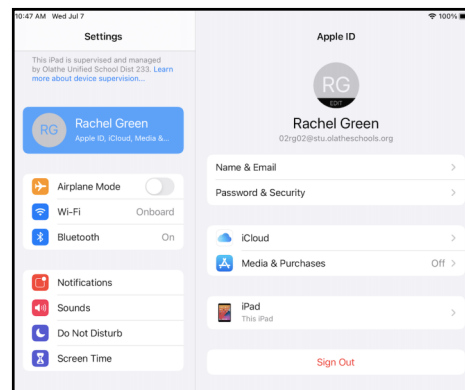 10:47 AM Wed Jul 7
100%
Settings
This iPad is supervised and managed
by Olathe Unified School Dist 233. Learn
more about device supervision...
RG
Rachel Green
Apple ID, iCloud, Media &...
Airplane Mode
Wi-Fi Onboard
Bluetooth On
Notifications
Sounds
Do Not Disturb
Screen Time
Apple ID
RG
EDIT
Rachel Green
02rg02@stu.olatheschools.org
Name & Email
Password & Security
iCloud
Media & Purchases Off
iPad
This iPad
Sign Out